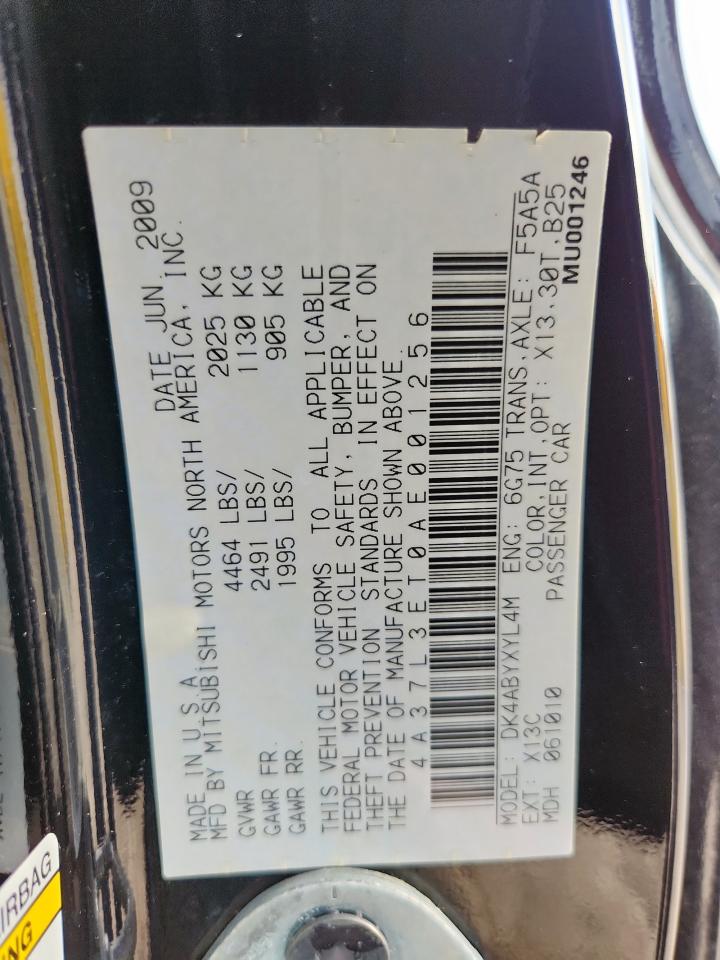 MADE IN U S A DATE JUN, 2009
MFD BY MITSUBISHI MOTORS NORTH AMERICA, INC.
GVWR 4464 LBS/ 2025 KG
GAWR FR. 2491 LBS/ 1130 KG
GAWR RR. 1995 LBS/ 905 KG
THIS VEHICLE CONFORMS TO ALL APPLICABLE
FEDERAL MOTOR VEHICLE SAFETY, BUMPER, AND
THEFT PREVENTION STANDARDS IN EFFECT ON
THE DATE OF MANUFACTURE SHOWN ABOVE.
4A37L3ET0AE001256
MODEL: DK4ABYXYL4M ENG: 6G75 TRANS.AXLE: F5A5A
EXT: X13C COLOR,INT,OPT: X13,30T,B25
MDH 061010 PASSENGER CAR MU001246
IRBAG
NG